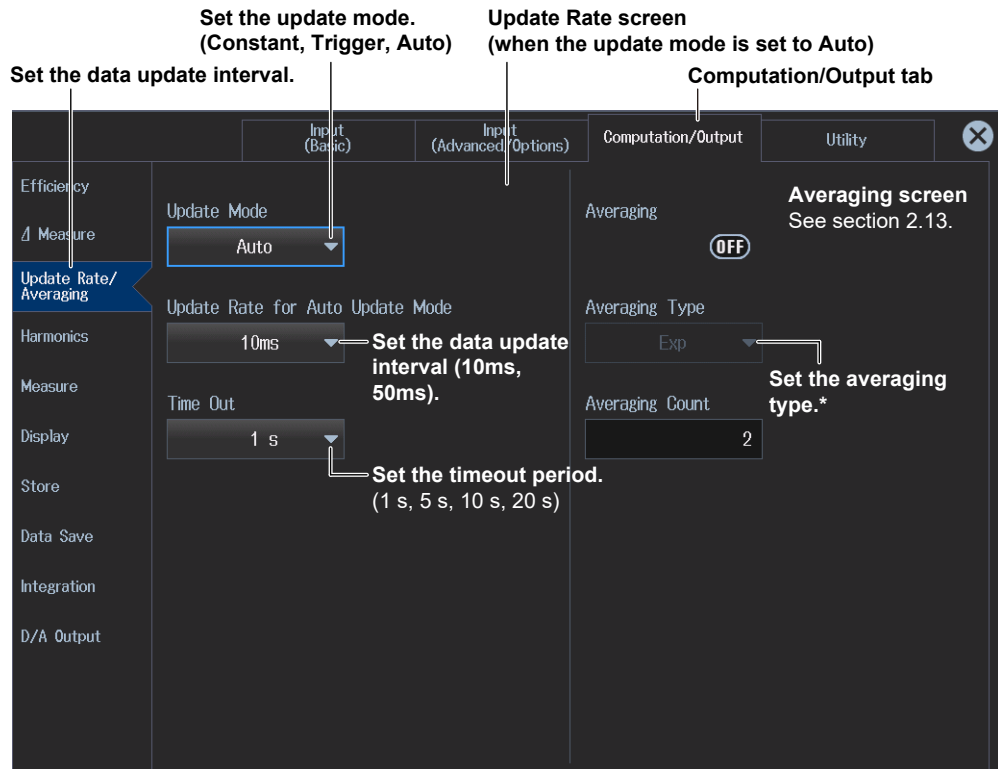 Set the update mode.
(Constant, Trigger, Auto)
Update Rate screen
(when the update mode is set to Auto)
Set the data update interval.
Computation/Output tab
Input
(Basic)
Input
(Advanced/Options)
Computation/Output
Utility
Efficiency
Δ Measure
Update Rate/
Averaging
Harmonics
Measure
Display
Store
Data Save
Integration
D/A Output
Update Mode
Auto
Update Rate for Auto Update Mode
10ms
Set the data update
interval (10ms,
50ms).
Time Out
1 s
Set the timeout period.
(1 s, 5 s, 10 s, 20 s)
Averaging
OFF
Averaging screen
See section 2.13.
Averaging Type
Exp
Set the averaging
type.*
Averaging Count
2